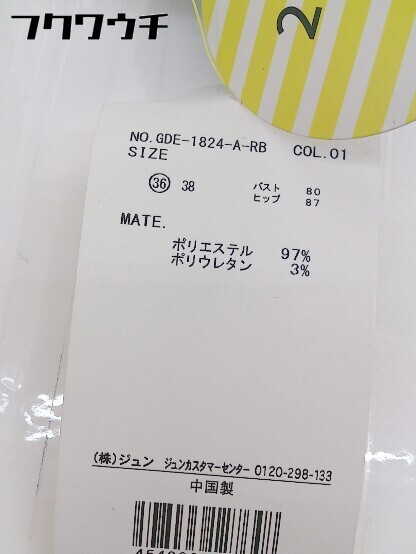 フクワウチ
2
NO.GDE-1824-A-RB COL.01
SIZE
36 38 バスト 80
ヒップ 87
MATE.
ポリエステル 97%
ポリウレタン 3%
(株)ジュン ジュンカスタマーセンター 0120-298-133
中国製